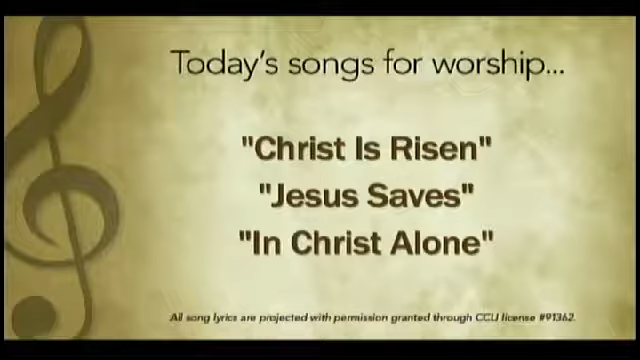 Today's songs for worship...
"Christ Is Risen"
"Jesus Saves"
"In Christ Alone"
All song lyrics are projected with permission granted through CCLI license #91362.